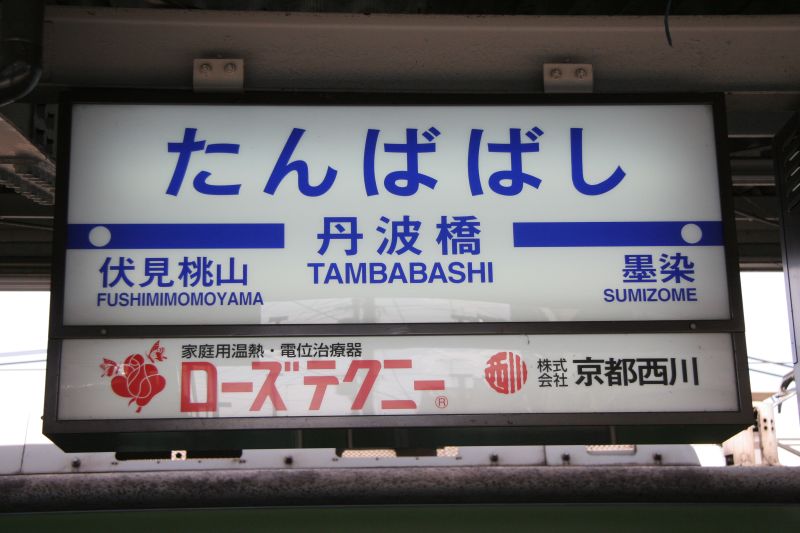 たんばばし
丹波橋
TAMBABASHI
伏見桃山
FUSHIMIMOMOYAMA
墨染
SUMIZOME
家庭用温熱・電位治療器
ローズテクニー®
西川
株式会社 京都西川